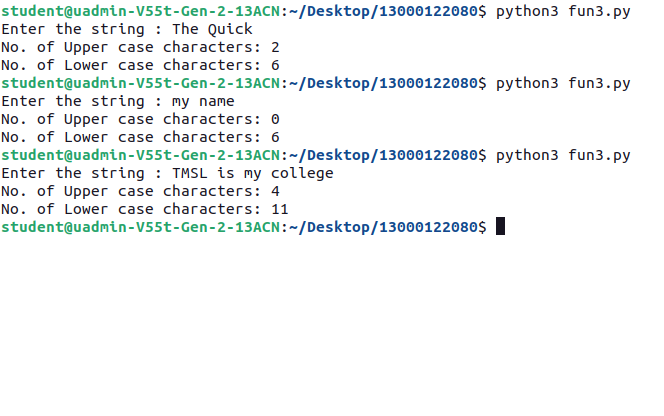 student@uadmin-V55t-Gen-2-13ACN:~/Desktop/13000122080$ python3 fun3.py
Enter the string : The Quick
No. of Upper case characters: 2
No. of Lower case characters: 6
student@uadmin-V55t-Gen-2-13ACN:~/Desktop/13000122080$ python3 fun3.py
Enter the string : my name
No. of Upper case characters: 0
No. of Lower case characters: 6
student@uadmin-V55t-Gen-2-13ACN:~/Desktop/13000122080$ python3 fun3.py
Enter the string : TMSL is my college
No. of Upper case characters: 4
No. of Lower case characters: 11
student@uadmin-V55t-Gen-2-13ACN:~/Desktop/13000122080$